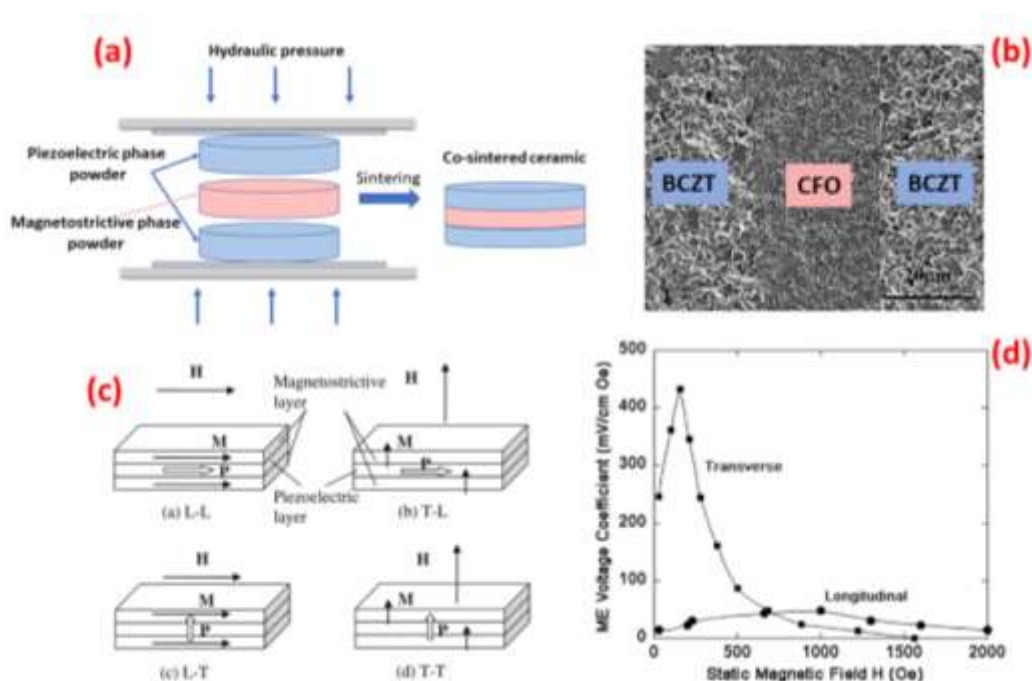 (a)
Hydraulic pressure
Piezoelectric phase
powder
Magnetostrictive phase
powder
Sintering
Co-sintered ceramic
(b)
BCZT
CFO
BCZT
(c)
H
Magnetostrictive
layer
M
P
Piezoelectric
layer
(a) L-L
H
M
P
(b) T-L
H
M
P
(c) L-T
H
M
P
(d) T-T
(d)
ME Voltage Coefficient (mV/cm Oe)
500
400
300
200
100
0
Transverse
Longitudinal
0
500
1000
1500
2000
Static Magnetic Field H (Oe)